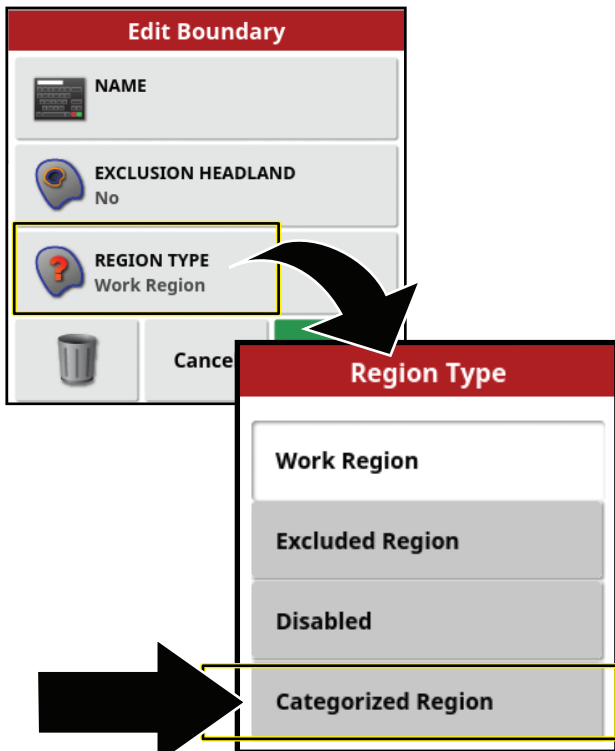 Edit Boundary
NAME
EXCLUSION HEADLAND
No
REGION TYPE
Work Region
Cance
Region Type
Work Region
Excluded Region
Disabled
Categorized Region